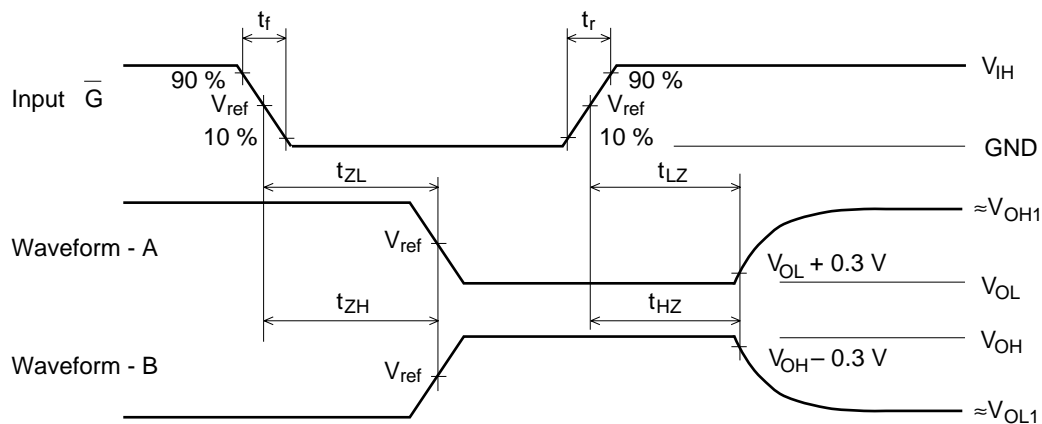 tf tr
90 % 90 % VIH
Input G Vref Vref
10 % 10 % GND
tZL tLZ
≈VOH1
Waveform - A Vref
VOL + 0.3 V
VOL
tZH tHZ
VOH
VOH – 0.3 V
Waveform - B Vref
≈VOL1